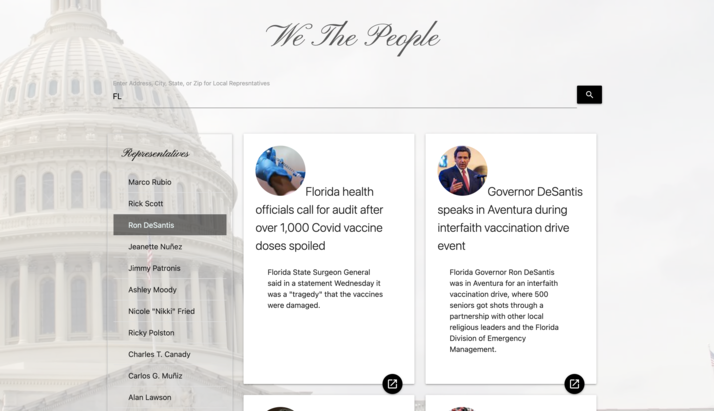 We The People
Enter Address, City, State, or Zip for Local Representatives
FL
Representatives
Marco Rubio
Rick Scott
Ron DeSantis
Jeanette Nuñez
Jimmy Patronis
Ashley Moody
Nicole "Nikki" Fried
Ricky Polston
Charles T. Canady
Carlos G. Muñiz
Alan Lawson
Florida health
officials call for audit after
over 1,000 Covid vaccine
doses spoiled
Florida State Surgeon General
said in a statement Wednesday it
was a "tragedy" that the vaccines
were damaged.
Governor DeSantis
speaks in Aventura during
interfaith vaccination drive
event
Florida Governor Ron DeSantis
was in Aventura for an interfaith
vaccination drive, where 500
seniors got shots through a
partnership with other local
religious leaders and the Florida
Division of Emergency
Management.